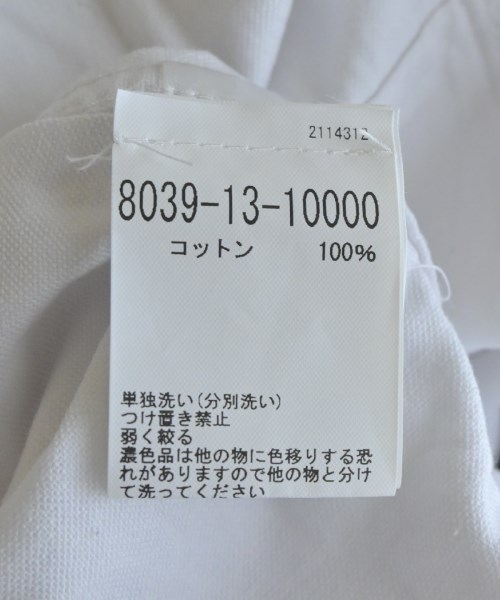 2114312
8039-13-10000
コットン 100%
単独洗い(分別洗い)
つけ置き禁止
弱く絞る
濃色品は他の物に色移りする恐
れがありますので他の物と分け
て洗ってください